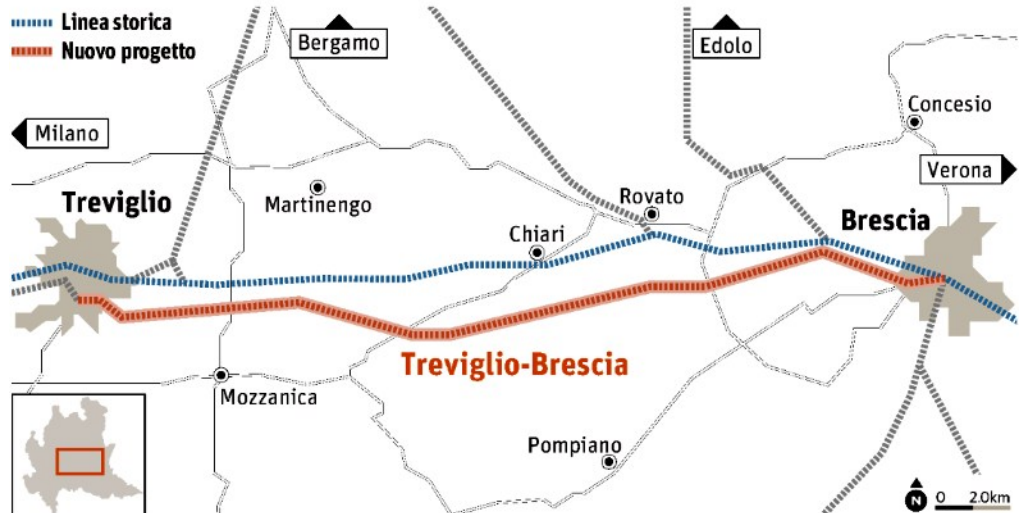 Linea storica
Nuovo progetto
Bergamo
Edolo
Milano
Concesio
Verona
Treviglio
Martinengo
Rovato
Chiari
Brescia
Treviglio-Brescia
Mozzanica
Pompiano
N
0 2.0km